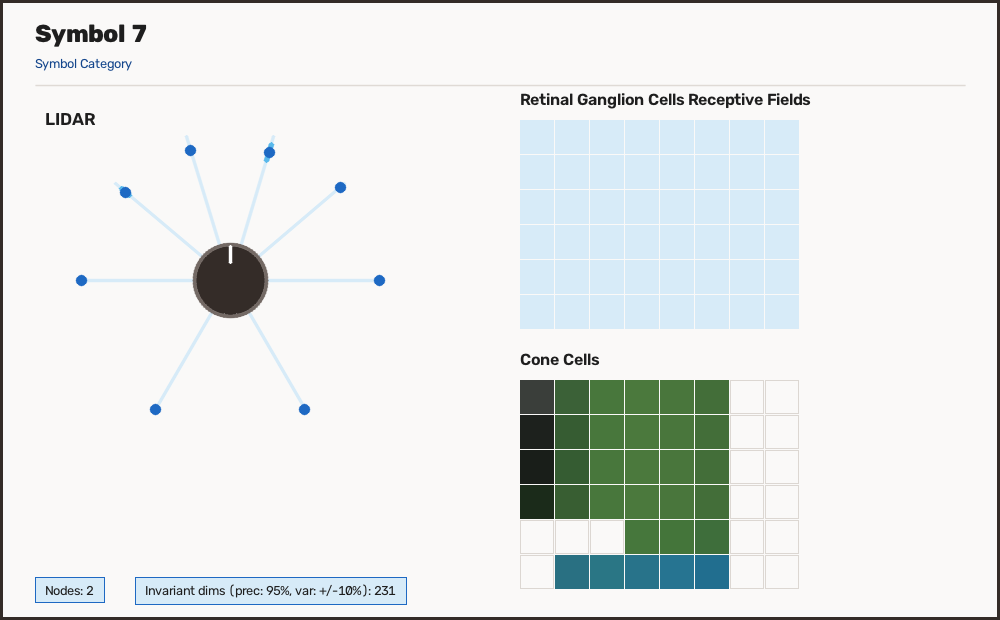 Symbol 7
Symbol Category
LIDAR
Retinal Ganglion Cells Receptive Fields
Cone Cells
Nodes: 2
Invariant dims (prec: 95%, var: +/-10%): 231